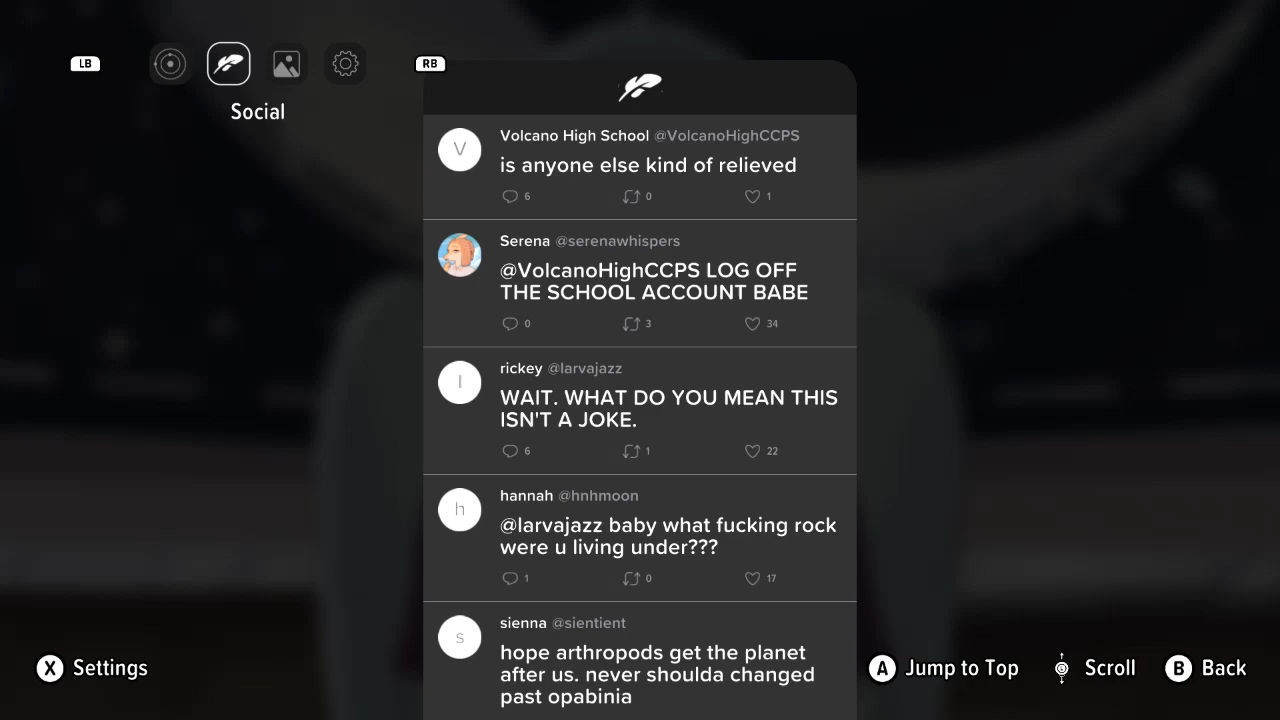 LB
RB
Social
Volcano High School @VolcanoHighCCPS
V
is anyone else kind of relieved
6 0 1
Serena @serenawhispers
@VolcanoHighCCPS LOG OFF
THE SCHOOL ACCOUNT BABE
0 3 34
rickey @larvajazz
l
WAIT. WHAT DO YOU MEAN THIS
ISN'T A JOKE.
6 1 22
hannah @hnhmoon
h
@larvajazz baby what fucking rock
were u living under???
1 0 17
sienna @sientient
s
hope arthropods get the planet
after us. never shoulda changed
past opabinia
X Settings
A Jump to Top
Scroll
B Back